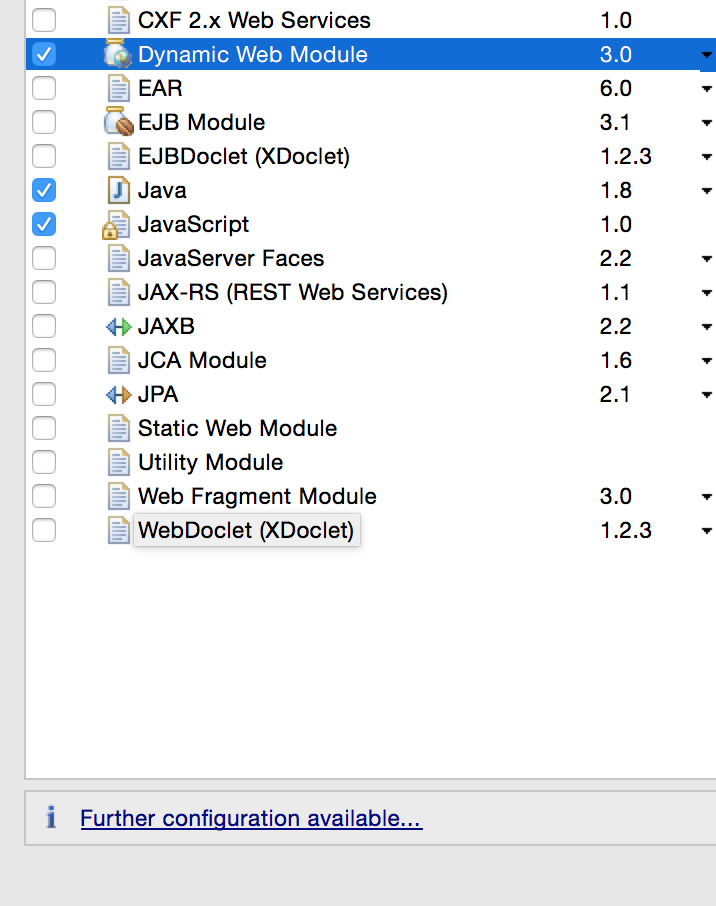 CXF 2.x Web Services 1.0
Dynamic Web Module 3.0
EAR 6.0
EJB Module 3.1
EJBDoclet (XDoclet) 1.2.3
Java 1.8
JavaScript 1.0
JavaServer Faces 2.2
JAX-RS (REST Web Services) 1.1
JAXB 2.2
JCA Module 1.6
JPA 2.1
Static Web Module
Utility Module
Web Fragment Module 3.0
WebDoclet (XDoclet) 1.2.3
Further configuration available...